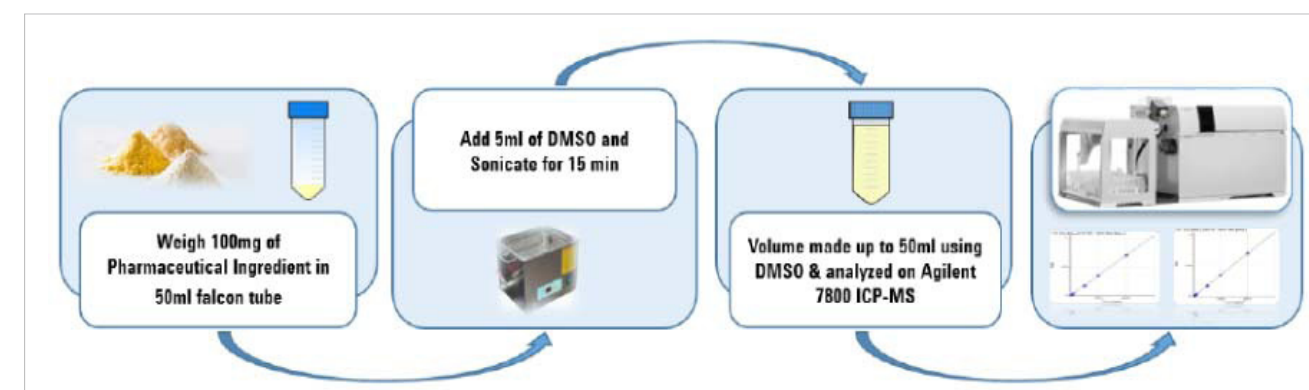 Weigh 100mg of
Pharmaceutical Ingredient in
50ml falcon tube
Add 5ml of DMSO and
Sonicate for 15 min
Volume made up to 50ml using
DMSO & analyzed on Agilent
7800 ICP-MS